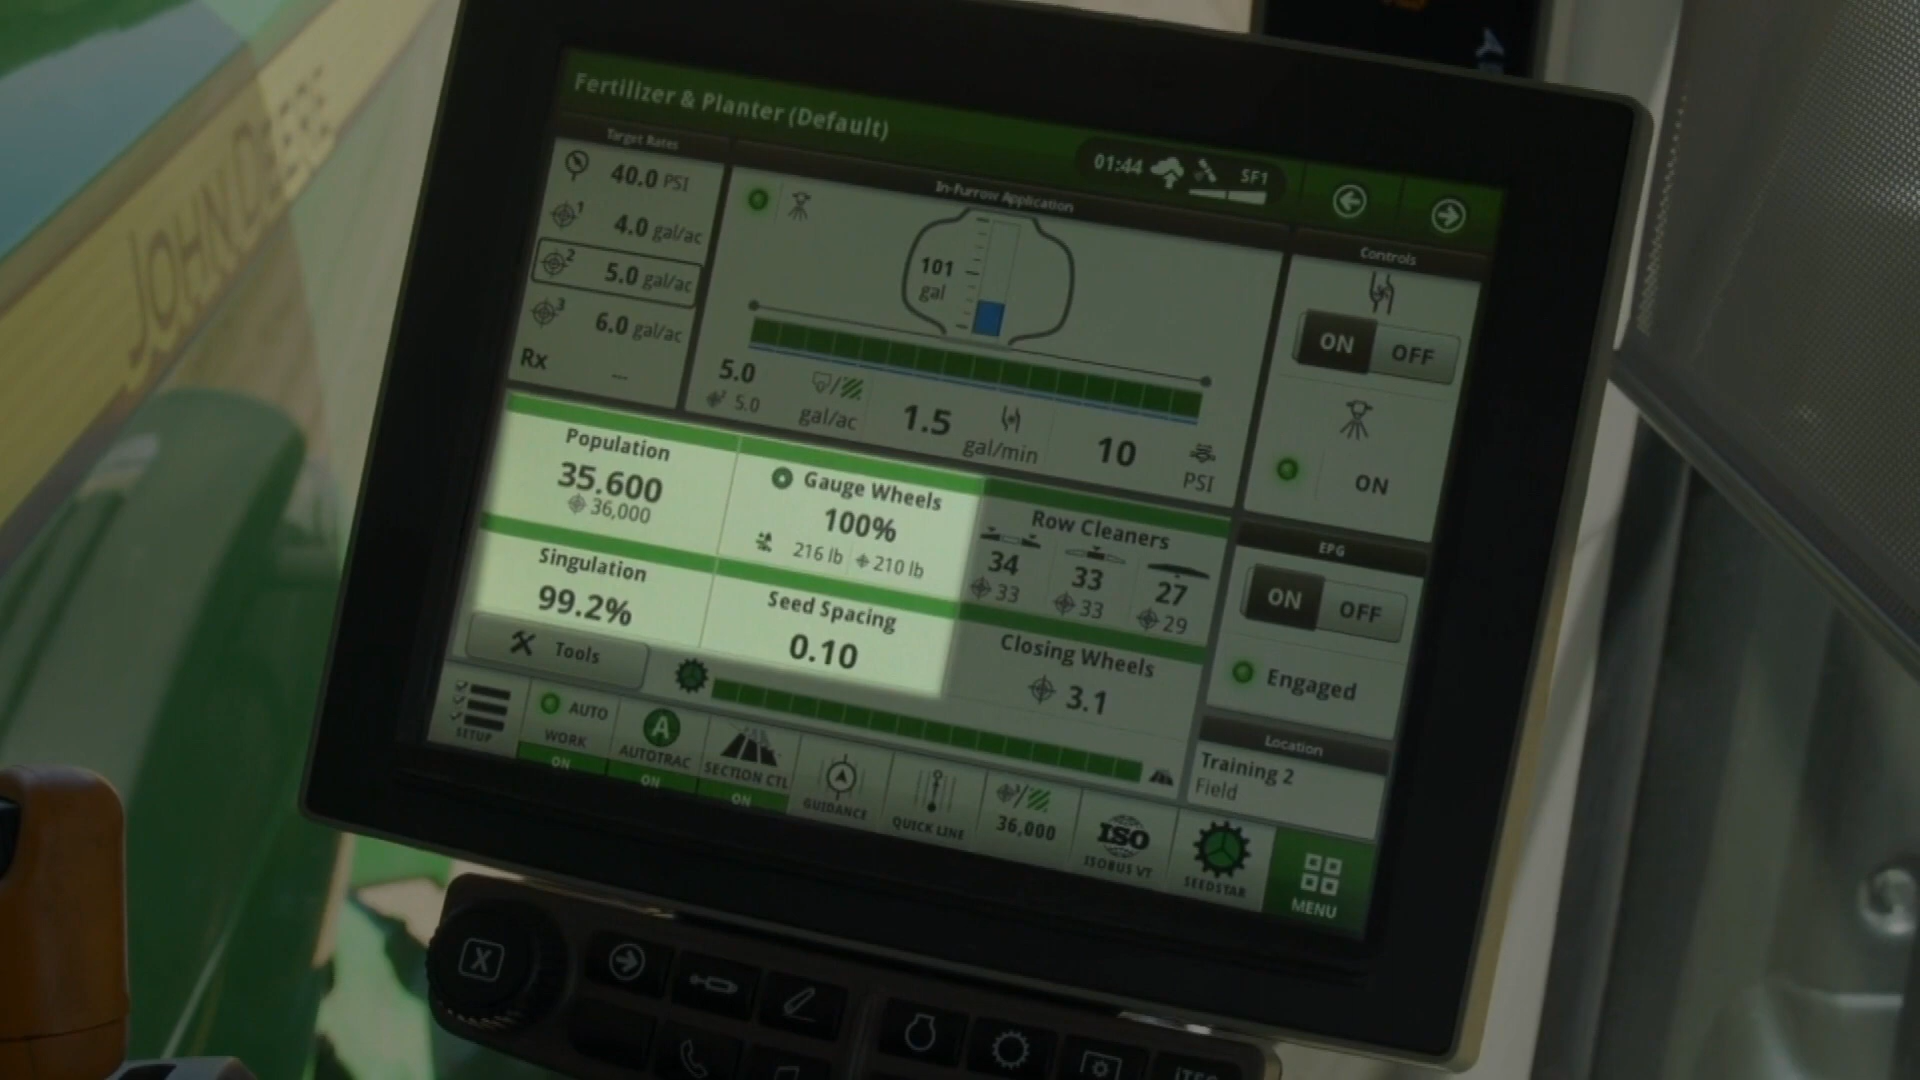 JOHN DEERE
Fertilizer & Planter (Default)
01:44
SF1
Target Rates
40.0 PSI
1 4.0 gal/ac
2 5.0 gal/ac
3 6.0 gal/ac
Rx ---
In-Furrow Application
101
gal
5.0
5.0
gal/ac
1.5
gal/min
10
PSI
Controls
ON OFF
ON
EPG
ON OFF
Engaged
Location
Training 2
Field
Population
35.600
36,000
Gauge Wheels
100%
216 lb 210 lb
Row Cleaners
34 33 27
33 33 29
Singulation
99.2%
Seed Spacing
0.10
Closing Wheels
3.1
Tools
SETUP
AUTO
WORK
ON
A
AUTOTRAC
ON
SECTION CTL
ON
GUIDANCE
QUICK LINE
36,000
ISO
ISOBUS VT
SEEDSTAR
MENU
X
iTEC